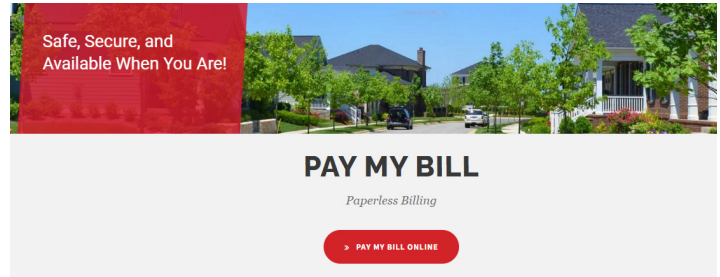 Safe, Secure, and
Available When You Are!
PAY MY BILL
Paperless Billing
» PAY MY BILL ONLINE